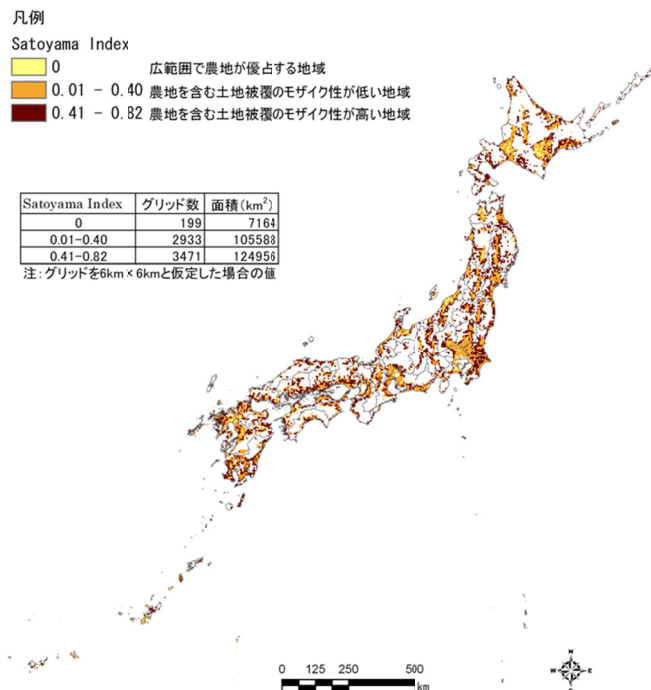 凡例
Satoyama Index
0 広範囲で農地が優占する地域
0.01 - 0.40 農地を含む土地被覆のモザイク性が低い地域
0.41 - 0.82 農地を含む土地被覆のモザイク性が高い地域
Satoyama Index グリッド数 面積(km²)
0 199 7164
0.01-0.40 2933 105588
0.41-0.82 3471 124956
注:グリッドを6km×6kmと仮定した場合の値
N
W E
S
0 125 250 500
km